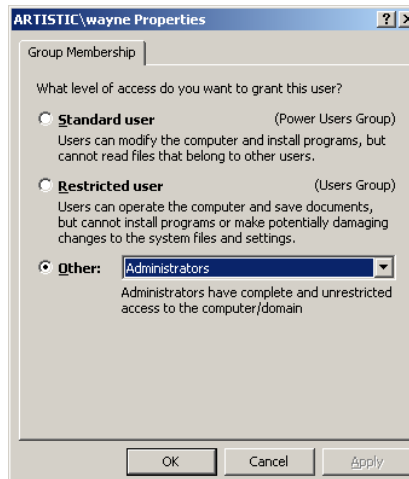 ARTISTIC\wayne Properties
Group Membership
What level of access do you want to grant this user?
Standard user (Power Users Group)
Users can modify the computer and install programs, but
cannot read files that belong to other users.
Restricted user (Users Group)
Users can operate the computer and save documents,
but cannot install programs or make potentially damaging
changes to the system files and settings.
Other: Administrators
Administrators have complete and unrestricted
access to the computer/domain
OK Cancel Apply